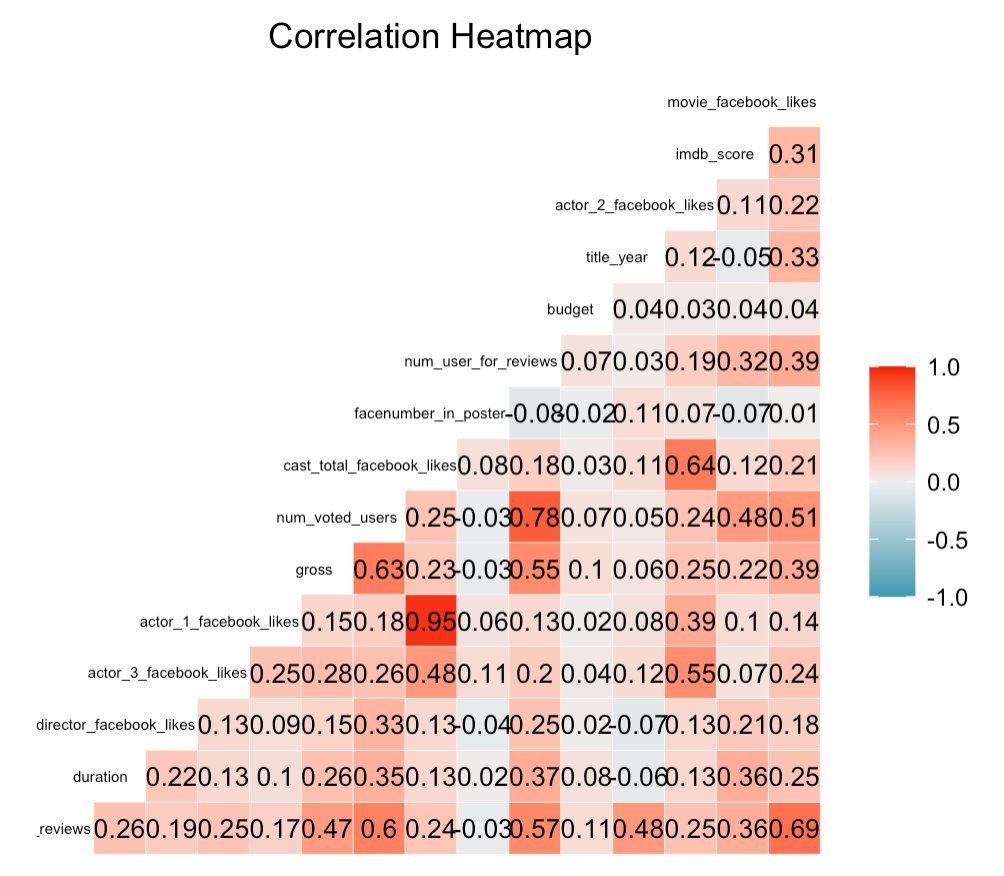 Correlation Heatmap
movie_facebook_likes
imdb_score 0.31
actor_2_facebook_likes 0.11 0.22
title_year 0.12 -0.05 0.33
budget 0.04 0.03 0.04 0.04
num_user_for_reviews 0.07 0.03 0.19 0.32 0.39
facenumber_in_poster -0.08 -0.02 0.11 0.07 -0.07 0.01
cast_total_facebook_likes 0.08 0.18 0.03 0.11 0.64 0.12 0.21
num_voted_users 0.25 -0.03 0.78 0.07 0.05 0.24 0.48 0.51
gross 0.63 0.23 -0.03 0.55 0.1 0.06 0.25 0.22 0.39
actor_1_facebook_likes 0.15 0.18 0.95 0.06 0.13 0.02 0.08 0.39 0.1 0.14
actor_3_facebook_likes 0.25 0.28 0.26 0.48 0.11 0.2 0.04 0.12 0.55 0.07 0.24
director_facebook_likes 0.13 0.09 0.15 0.33 0.13 -0.04 0.25 0.02 -0.07 0.13 0.21 0.18
duration 0.22 0.13 0.1 0.26 0.35 0.13 0.02 0.37 0.08 -0.06 0.13 0.36 0.25
_reviews 0.26 0.19 0.25 0.17 0.47 0.6 0.24 -0.03 0.57 0.11 0.48 0.25 0.36 0.69
1.0
0.5
0.0
-0.5
-1.0